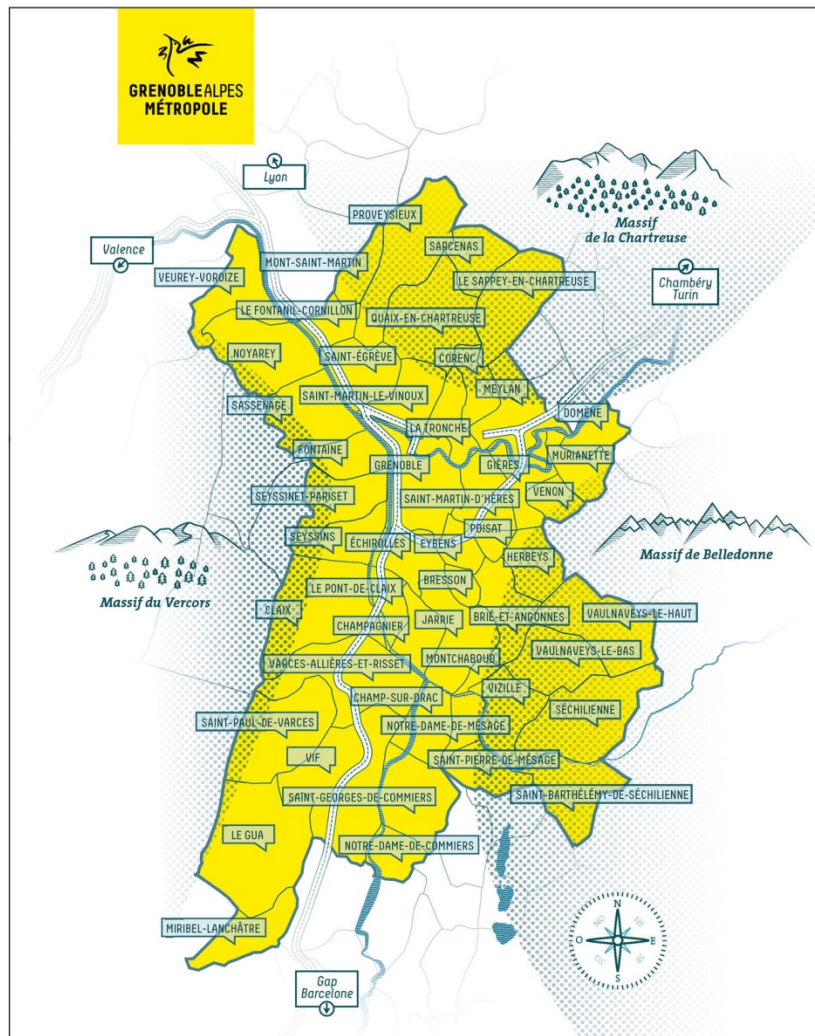 GRENOBLEALPES
MÉTROPOLE
Lyon
Valence
Massif
de la Chartreuse
Chambéry
Turin
PROVEYSIEUX
SARCENAS
MONT-SAINT-MARTIN
VEUREY-VOROIZE
LE SAPPEY-EN-CHARTREUSE
LE FONTANIL-CORNILLON
QUAIX-EN-CHARTREUSE
NOYAREY
SAINT-ÉGRÈVE
CORENC
SAINT-MARTIN-LE-VINOUX
MEYLAN
SASSENAGE
DOMÈNE
LA TRONCHE
FONTAINE
MURIANETTE
GRENOBLE
GIÈRES
SEYSSINET-PARISET
SAINT-MARTIN-D'HÈRES
VENON
SEYSSINS
ÉCHIROLLES
EYBENS
POISAT
HERBEYS
Massif de Belledonne
Massif du Vercors
LE PONT-DE-CLAIX
BRESSON
CLAIX
CHAMPAGNIER
JARRIE
BRIÉ-ET-ANGONNES
VAULNAVEYS-LE-HAUT
VARCES-ALLIÈRES-ET-RISSET
MONTCHABOUD
VAULNAVEYS-LE-BAS
CHAMP-SUR-DRAC
VIZILLE
SÉCHILIENNE
SAINT-PAUL-DE-VARCES
NOTRE-DAME-DE-MÉSAGE
VIF
SAINT-PIERRE-DE-MÉSAGE
SAINT-GEORGES-DE-COMMIERS
SAINT-BARTHÉLÉMY-DE-SÉCHILIENNE
LE GUA
NOTRE-DAME-DE-COMMIERS
MIRIBEL-LANCHÂTRE
Gap
Barcelone
N
NO
NE
O
E
SO
SE
S